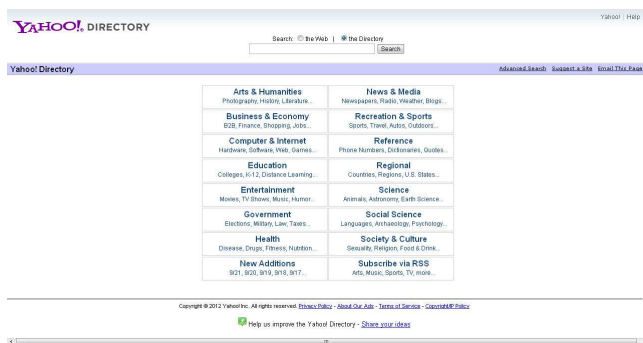 Yahoo! | Help
YAHOO! DIRECTORY
Search: the Web | the Directory
Search
Yahoo! Directory
Advanced Search Suggest a Site Email This Page
Arts & Humanities
Photography, History, Literature...
News & Media
Newspapers, Radio, Weather, Blogs...
Business & Economy
B2B, Finance, Shopping, Jobs...
Recreation & Sports
Sports, Travel, Autos, Outdoors...
Computer & Internet
Hardware, Software, Web, Games...
Reference
Phone Numbers, Dictionaries, Quotes...
Education
Colleges, K-12, Distance Learning...
Regional
Countries, Regions, U.S. States...
Entertainment
Movies, TV Shows, Music, Humor...
Science
Animals, Astronomy, Earth Science...
Government
Elections, Military, Law, Taxes...
Social Science
Languages, Archaeology, Psychology...
Health
Disease, Drugs, Fitness, Nutrition...
Society & Culture
Sexuality, Religion, Food & Drink...
New Additions
9/21, 9/20, 9/19, 9/18, 9/17...
Subscribe via RSS
Arts, Music, Sports, TV, more...
Copyright © 2012 Yahoo! Inc. All rights reserved. Privacy Policy - About Our Ads - Terms of Service - Copyright/IP Policy
Help us improve the Yahoo! Directory - Share your ideas